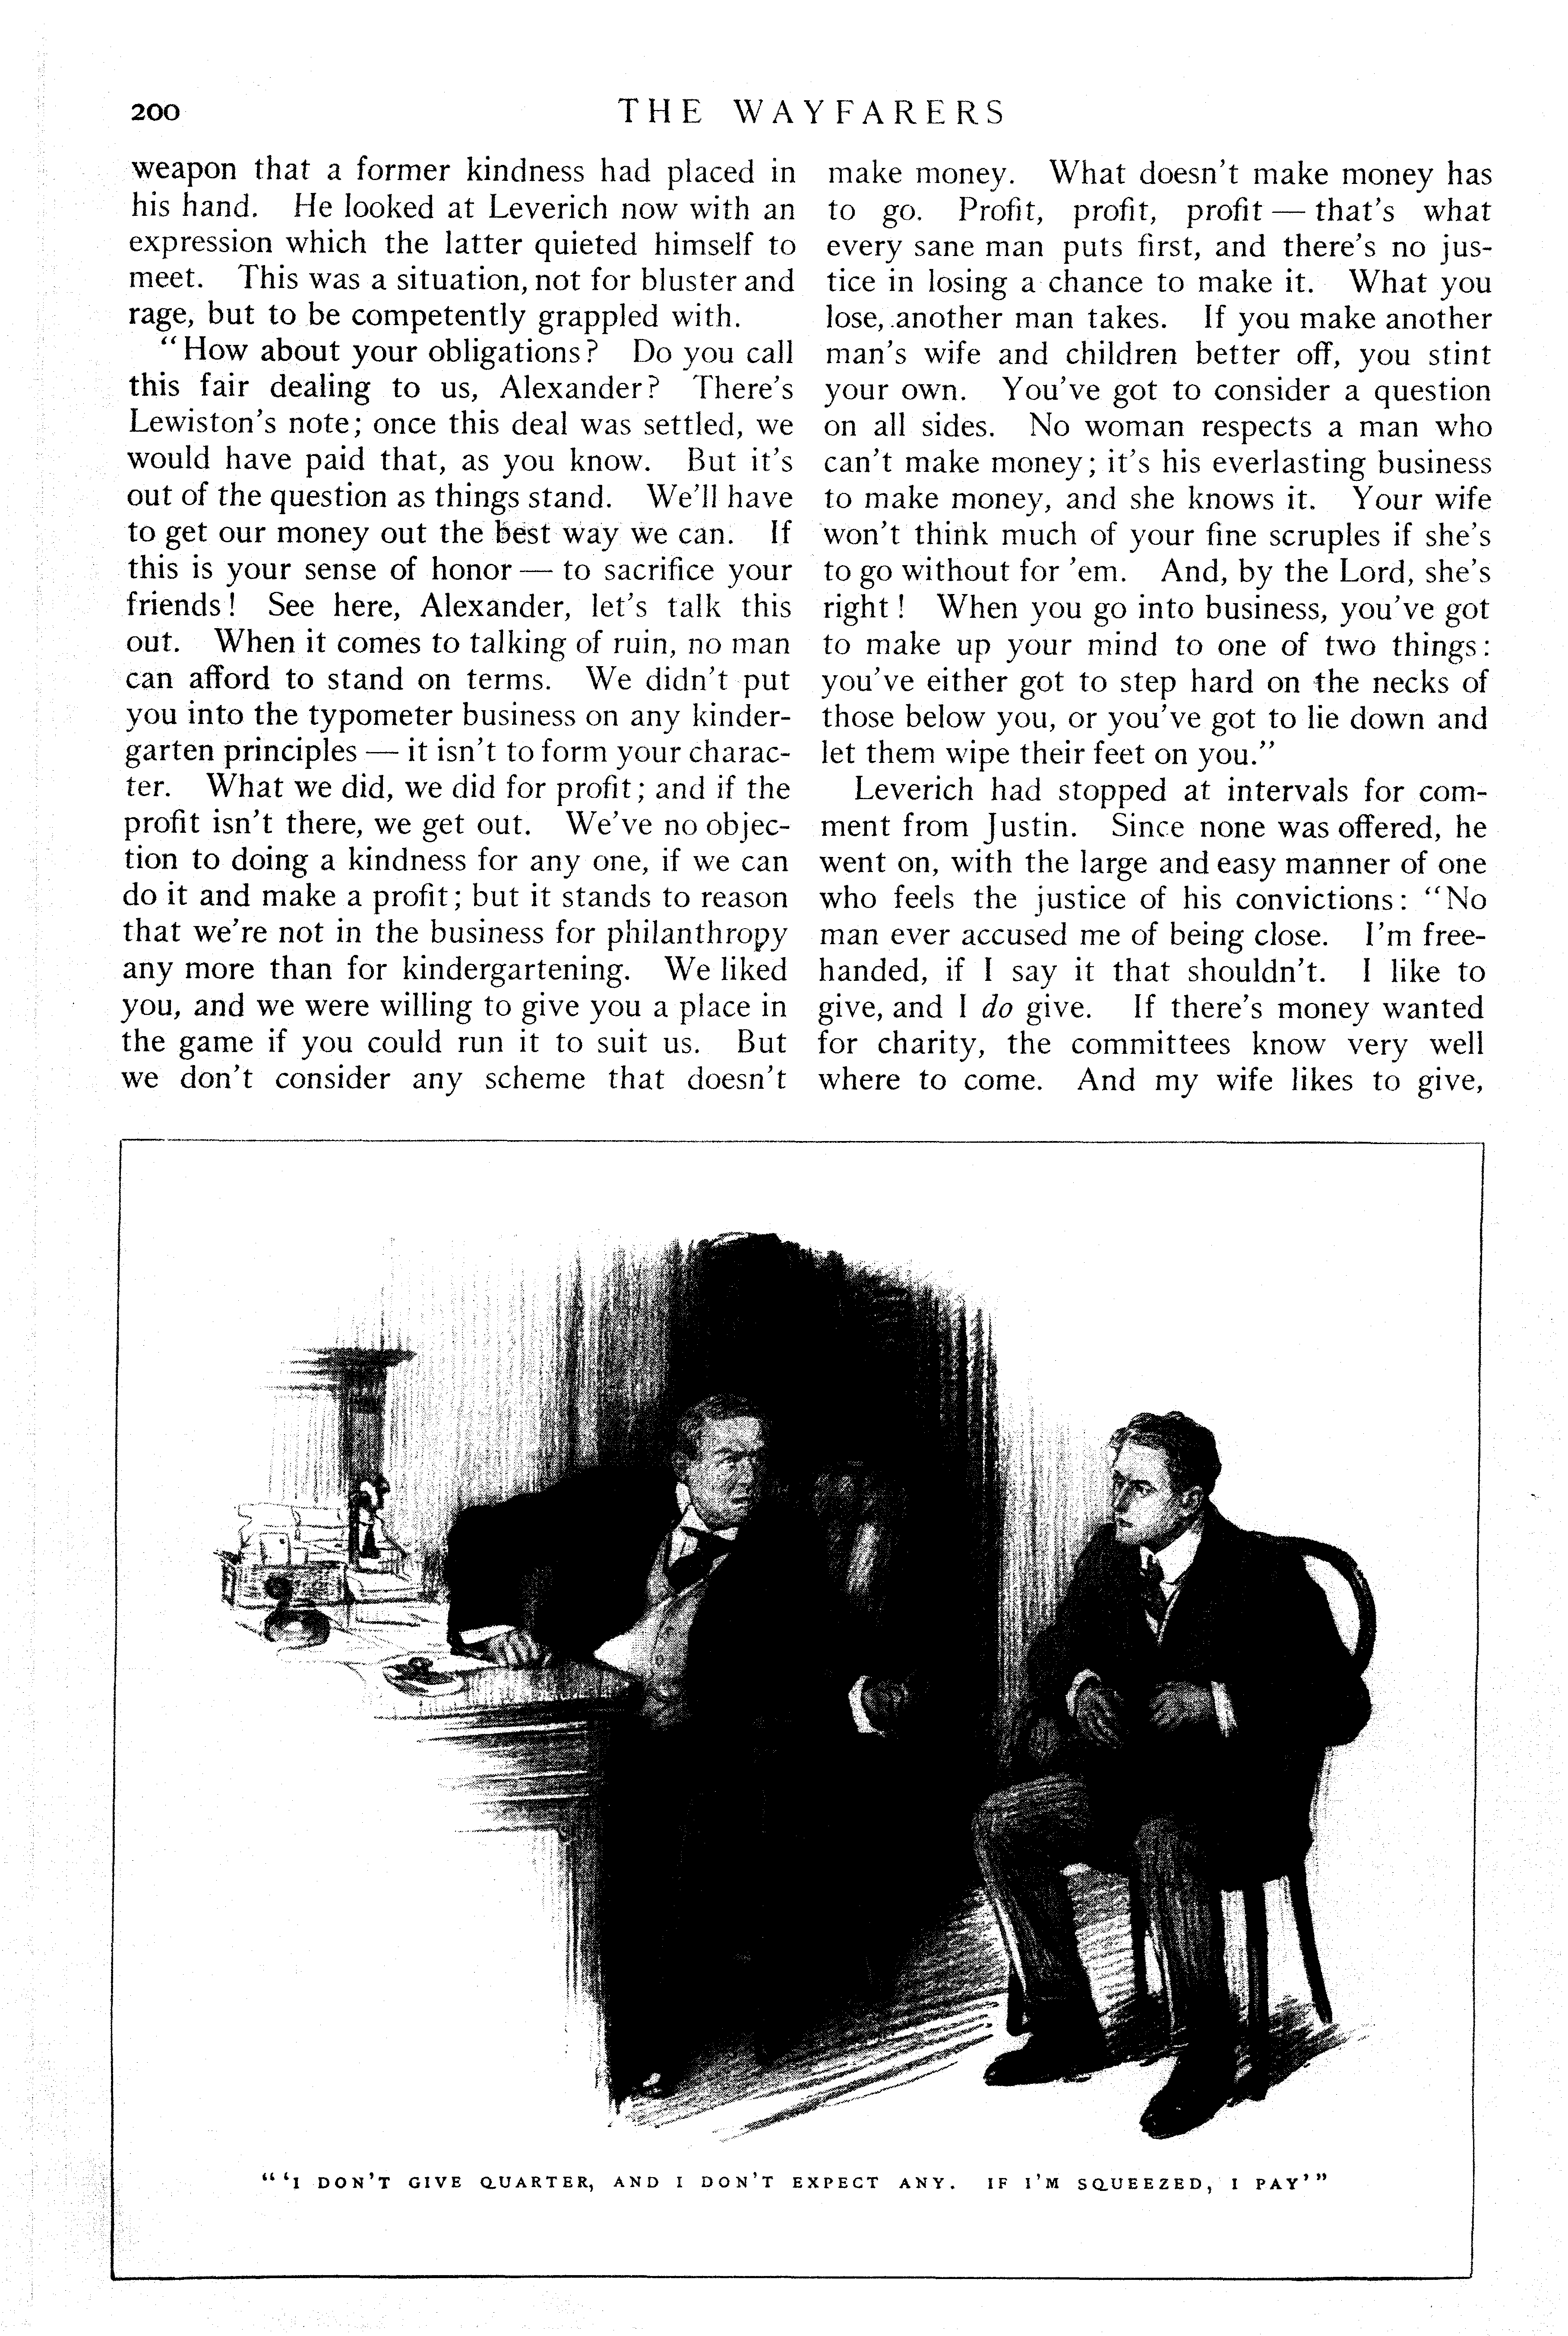 200
THE WAYFARERS
weapon that a former kindness had placed in
his hand. He looked at Leverich now with an
expression which the latter quieted himself to
meet. This was a situation, not for bluster and
rage, but to be competently grappled with.
“How about your obligations? Do you call
this fair dealing to us, Alexander? There's
Lewiston's note; once this deal was settled, we
would have paid that, as you know. But it's
out of the question as things stand. We'll have
to get our money out the best way we can. If
this is your sense of honor — to sacrifice your
friends! See here, Alexander, let's talk this
out. When it comes to talking of ruin, no man
can afford to stand on terms. We didn't put
you into the typometer business on any kinder-
garten principles — it isn't to form your charac-
ter. What we did, we did for profit; and if the
profit isn't there, we get out. We've no objec-
tion to doing a kindness for any one, if we can
do it and make a profit; but it stands to reason
that we're not in the business for philanthropy
any more than for kindergartening. We liked
you, and we were willing to give you a place in
the game if you could run it to suit us. But
we don't consider any scheme that doesn't
make money. What doesn't make money has
to go. Profit, profit, profit — that's what
every sane man puts first, and there's no jus-
tice in losing a chance to make it. What you
lose, another man takes. If you make another
man's wife and children better off, you stint
your own. You've got to consider a question
on all sides. No woman respects a man who
can't make money; it's his everlasting business
to make money, and she knows it. Your wife
won't think much of your fine scruples if she's
to go without for 'em. And, by the Lord, she's
right! When you go into business, you've got
to make up your mind to one of two things:
you've either got to step hard on the necks of
those below you, or you've got to lie down and
let them wipe their feet on you.”
Leverich had stopped at intervals for com-
ment from Justin. Since none was offered, he
went on, with the large and easy manner of one
who feels the justice of his convictions: “No
man ever accused me of being close. I'm free-
handed, if I say it that shouldn't. I like to
give, and I do give. If there's money wanted
for charity, the committees know very well
where to come. And my wife likes to give,
“‘I DON'T GIVE QUARTER, AND I DON'T EXPECT ANY. IF I'M SQUEEZED, I PAY’”